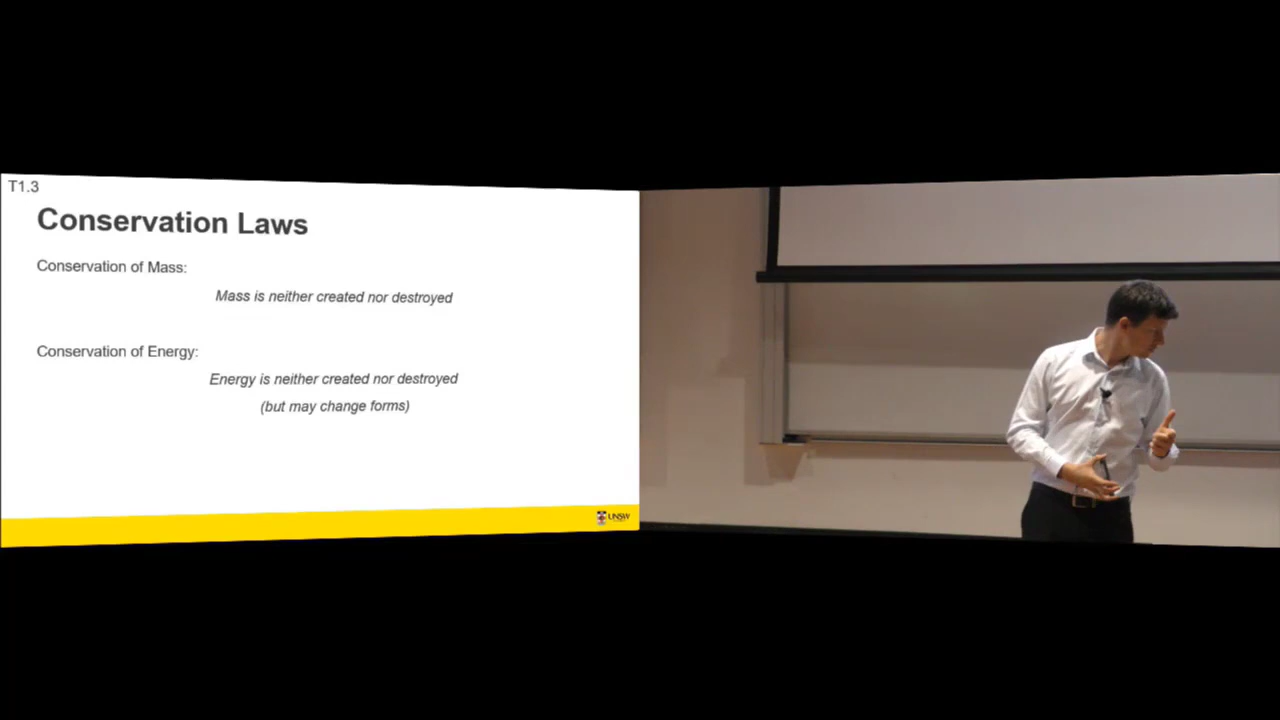 T1.3
Conservation Laws
Conservation of Mass:
Mass is neither created nor destroyed
Conservation of Energy:
Energy is neither created nor destroyed
(but may change forms)
UNSW